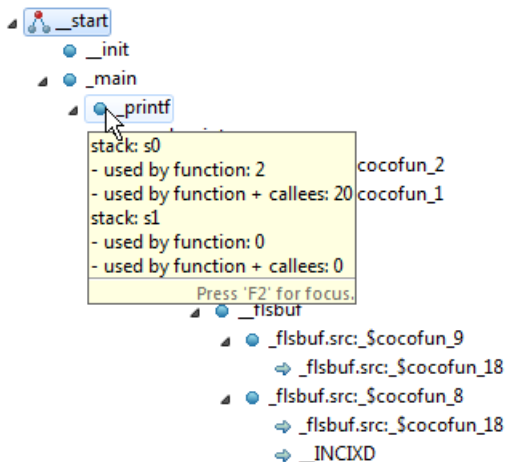 __start
__init
_main
_printf
stack: s0
- used by function: 2
cocofun_2
- used by function + callees: 20
cocofun_1
stack: s1
- used by function: 0
- used by function + callees: 0
Press 'F2' for focus.
__flsbuf
_flsbuf.src:_$cocofun_9
_flsbuf.src:_$cocofun_18
_flsbuf.src:_$cocofun_8
_flsbuf.src:_$cocofun_18
__INCIXD